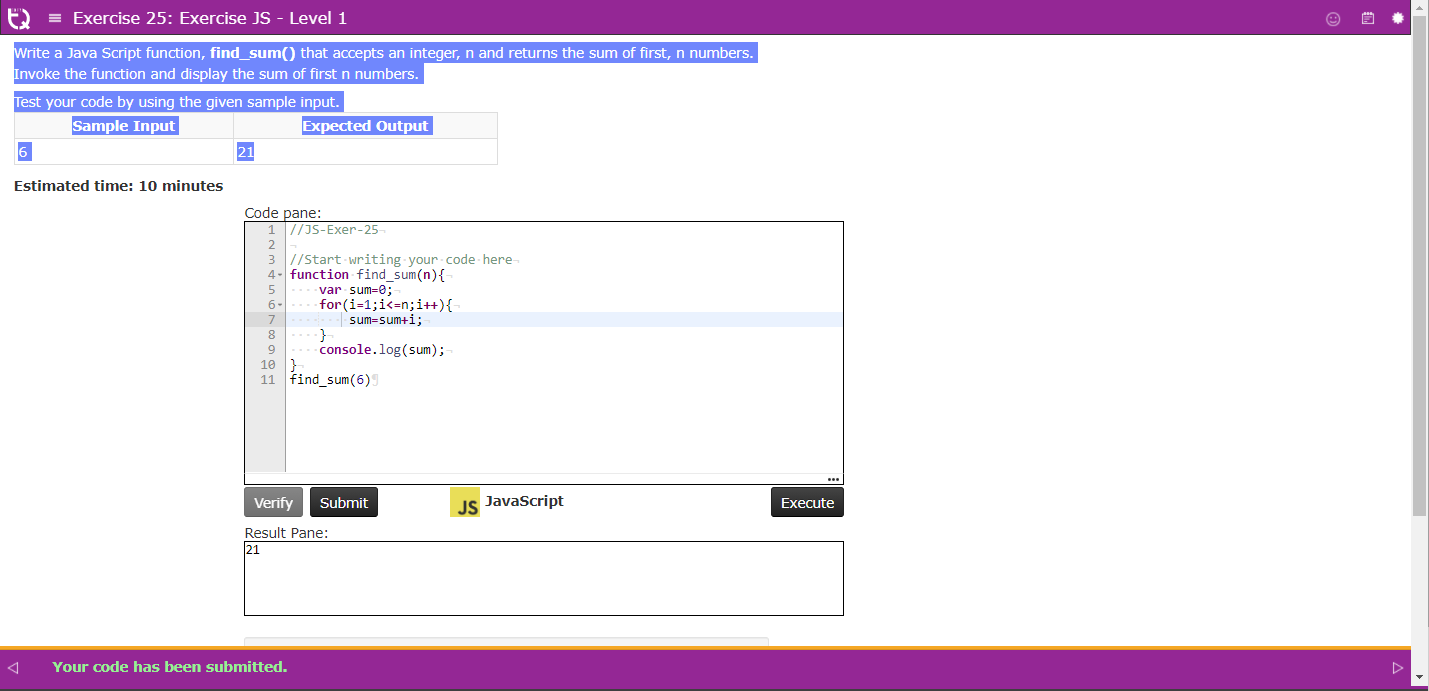 Exercise 25: Exercise JS - Level 1
Write a Java Script function, find_sum() that accepts an integer, n and returns the sum of first, n numbers.
Invoke the function and display the sum of first n numbers.
Test your code by using the given sample input.
Sample Input Expected Output
6 21
Estimated time: 10 minutes
Code pane:
1 //JS-Exer-25
2
3 //Start writing your code here
4 function find_sum(n){
5 var sum=0;
6 for(i=1;i<=n;i++){
7 sum=sum+i;
8 }
9 console.log(sum);
10 }
11 find_sum(6)
Verify Submit JS JavaScript Execute
Result Pane:
21
Your code has been submitted.